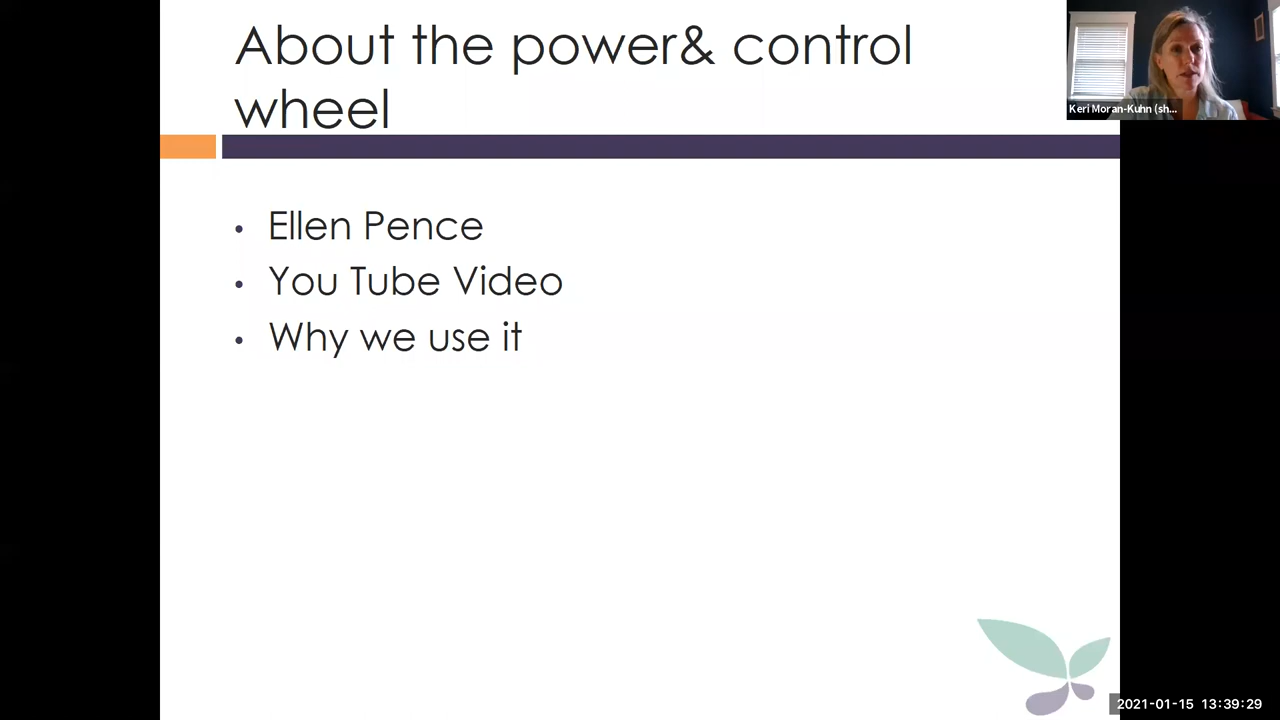 About the power& control
wheel
Keri Moran-Kuhn (sh...
• Ellen Pence
• You Tube Video
• Why we use it
2021-01-15 13:39:29